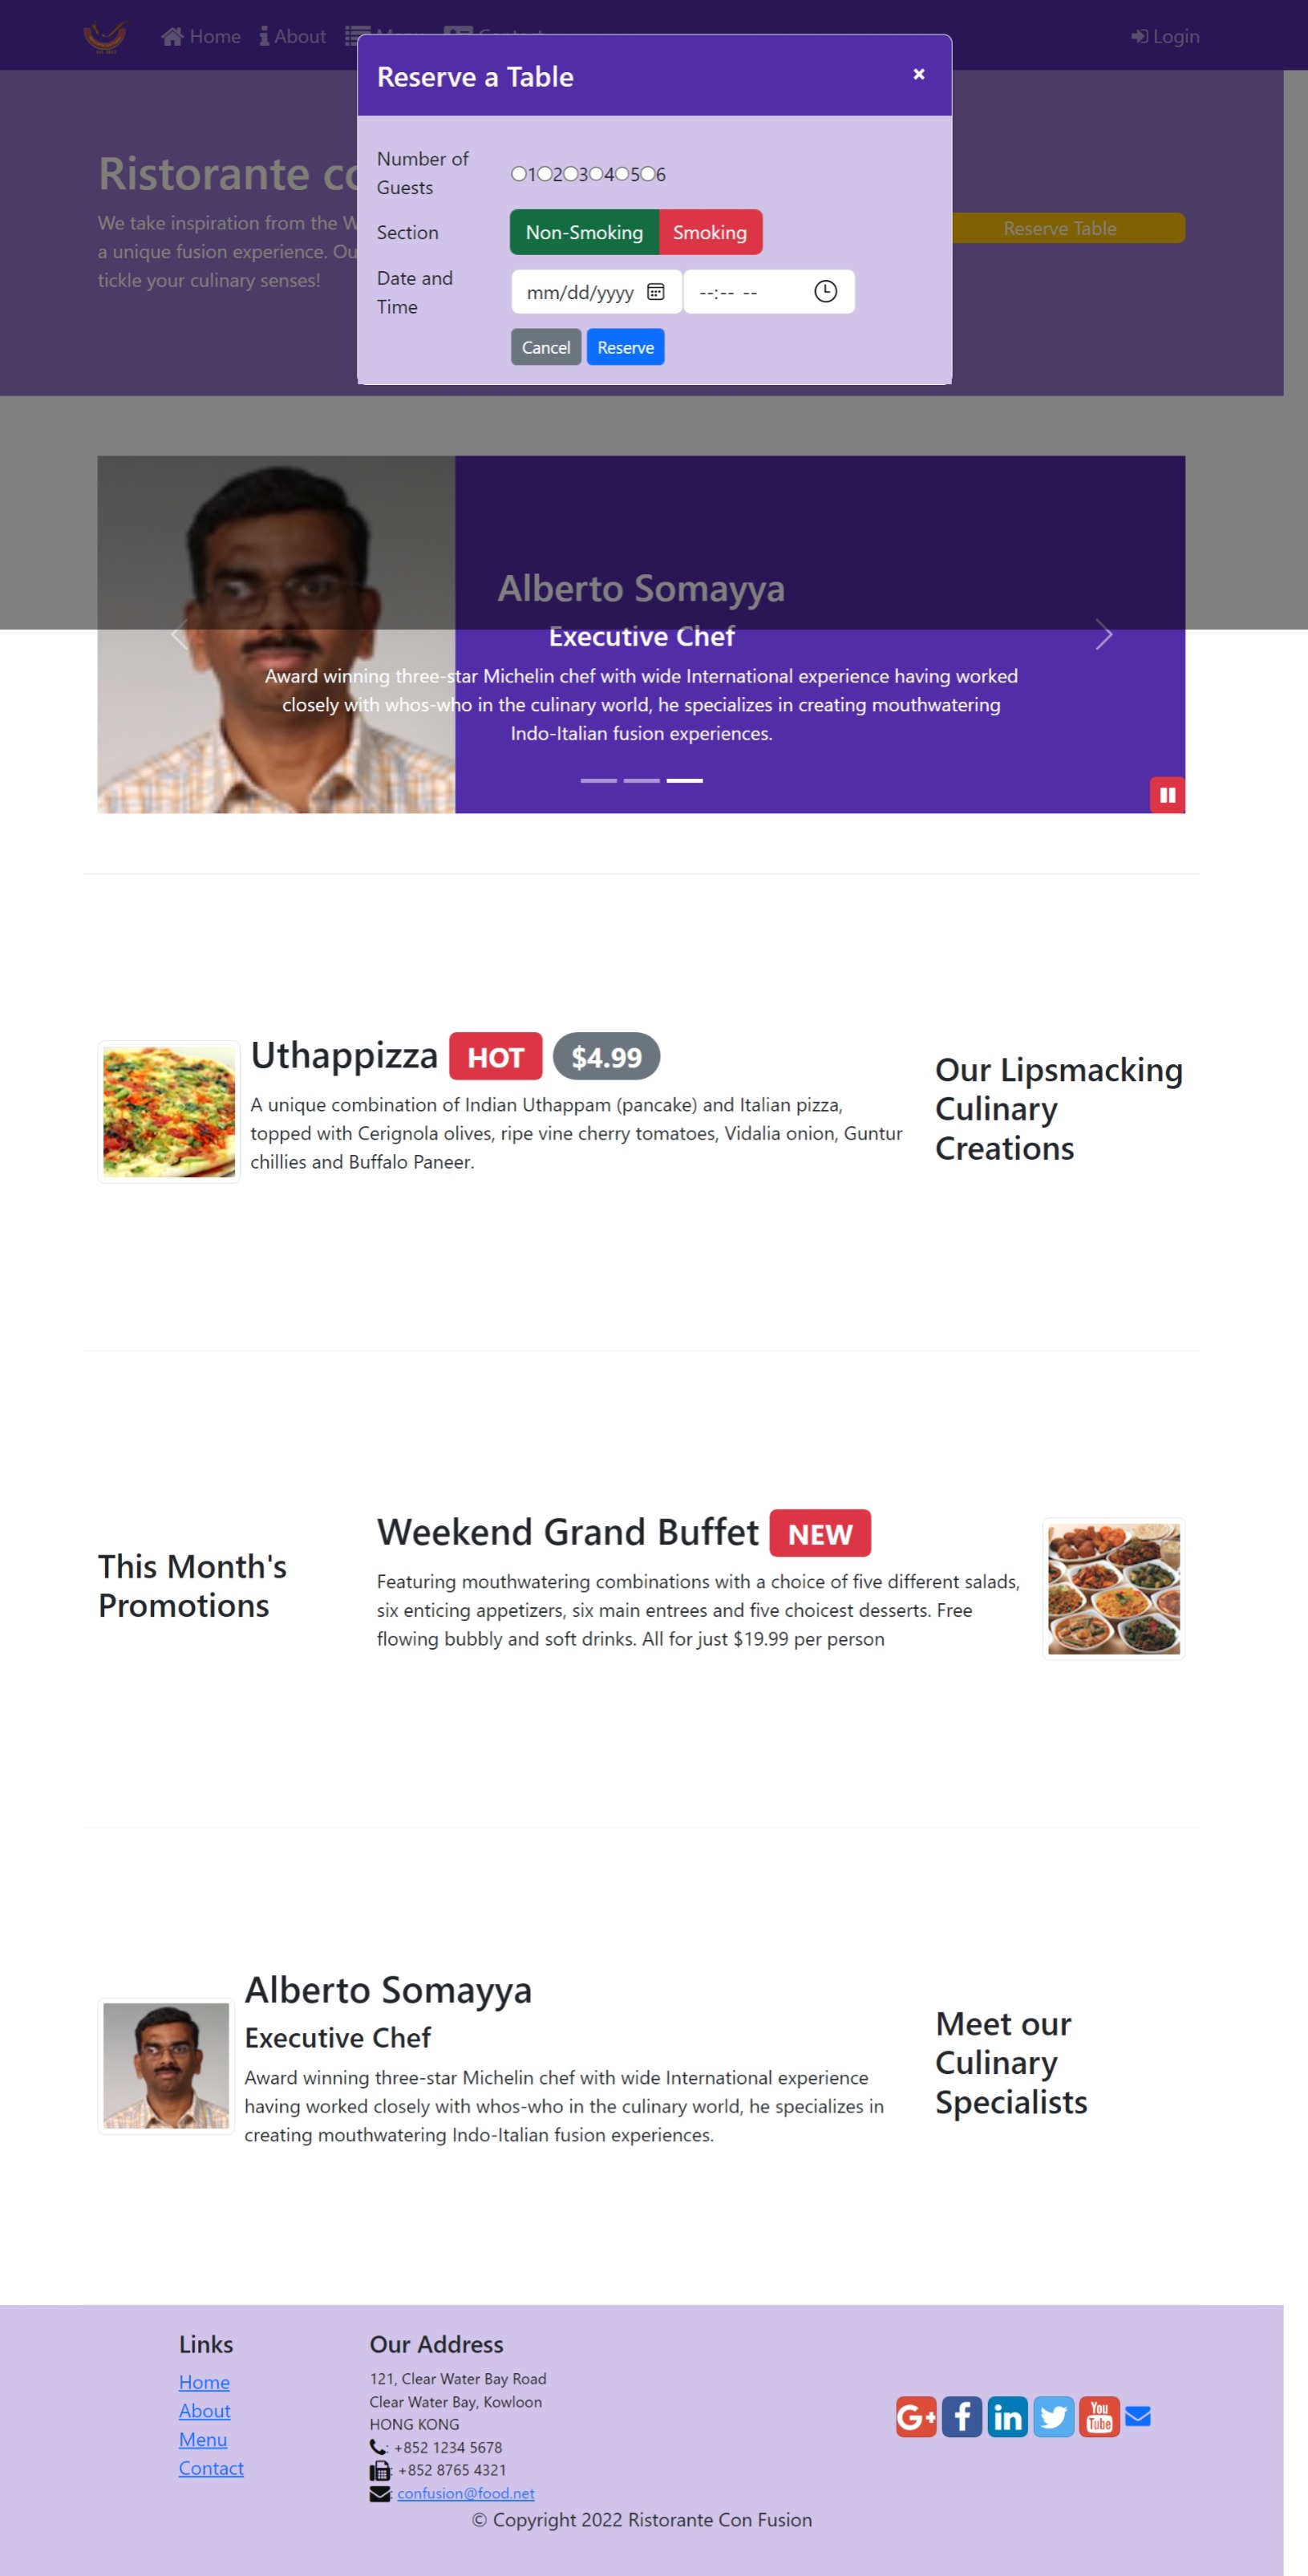 Home About Menu Contact Login
Reserve a Table ×
Ristorante co
We take inspiration from the W
a unique fusion experience. Ou
tickle your culinary senses!
Number of
Guests
1 2 3 4 5 6
Section
Non-Smoking Smoking
Date and
Time
mm/dd/yyyy --:-- --
Cancel Reserve
Reserve Table
Alberto Somayya
Executive Chef
Award winning three-star Michelin chef with wide International experience having worked
closely with whos-who in the culinary world, he specializes in creating mouthwatering
Indo-Italian fusion experiences.
Uthappizza HOT $4.99
A unique combination of Indian Uthappam (pancake) and Italian pizza,
topped with Cerignola olives, ripe vine cherry tomatoes, Vidalia onion, Guntur
chillies and Buffalo Paneer.
Our Lipsmacking
Culinary
Creations
This Month's
Promotions
Weekend Grand Buffet NEW
Featuring mouthwatering combinations with a choice of five different salads,
six enticing appetizers, six main entrees and five choicest desserts. Free
flowing bubbly and soft drinks. All for just $19.99 per person
Alberto Somayya
Executive Chef
Award winning three-star Michelin chef with wide International experience
having worked closely with whos-who in the culinary world, he specializes in
creating mouthwatering Indo-Italian fusion experiences.
Meet our
Culinary
Specialists
Links
Home
About
Menu
Contact
Our Address
121, Clear Water Bay Road
Clear Water Bay, Kowloon
HONG KONG
: +852 1234 5678
: +852 8765 4321
: confusion@food.net
G+ f in You Tube
© Copyright 2022 Ristorante Con Fusion